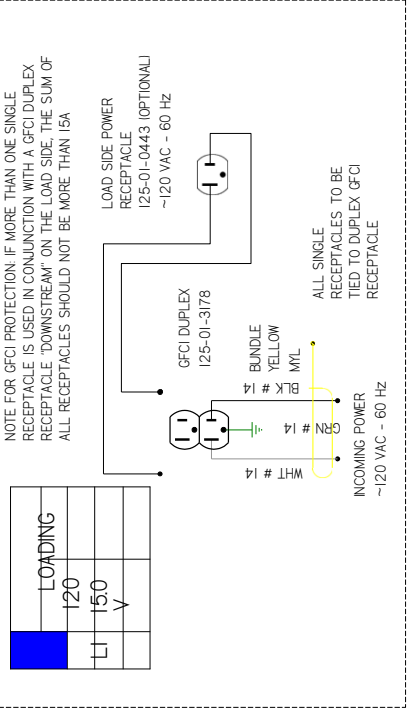 NOTE FOR GFCI PROTECTION: IF MORE THAN ONE SINGLE
RECEPTACLE IS USED IN CONJUNCTION WITH A GFCI DUPLEX
RECEPTACLE "DOWNSTREAM" ON THE LOAD SIDE, THE SUM OF
ALL RECEPTACLES SHOULD NOT BE MORE THAN 15A
LOADING
120
L1 15.0
V
LOAD SIDE POWER
RECEPTACLE
125-01-0443 (OPTIONAL)
~120 VAC - 60 Hz
GFCI DUPLEX
125-01-3178
BUNDLE
YELLOW
MYL
WHT # 14
GRN # 14
BLK # 14
INCOMING POWER
~120 VAC - 60 Hz
ALL SINGLE
RECEPTACLES TO BE
TIED TO DUPLEX GFCI
RECEPTACLE